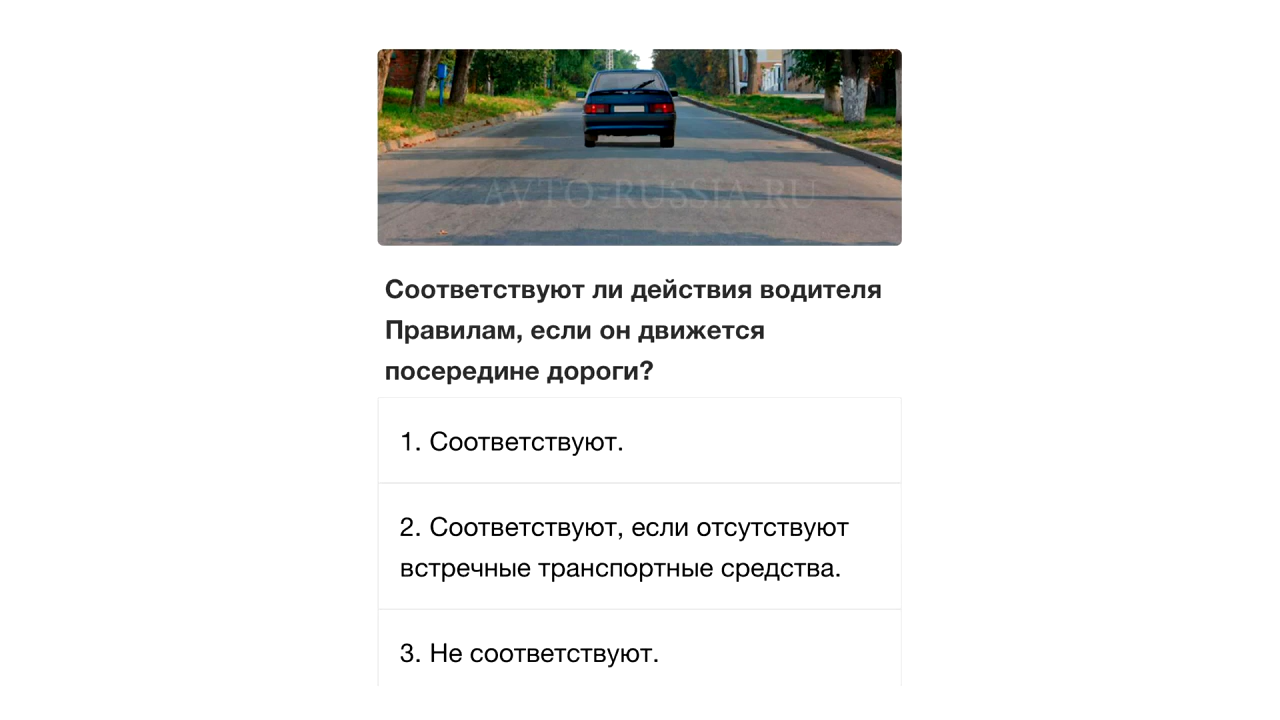 AVTO-RUSSIA.RU
Соответствуют ли действия водителя
Правилам, если он движется
посередине дороги?
1. Соответствуют.
2. Соответствуют, если отсутствуют
встречные транспортные средства.
3. Не соответствуют.